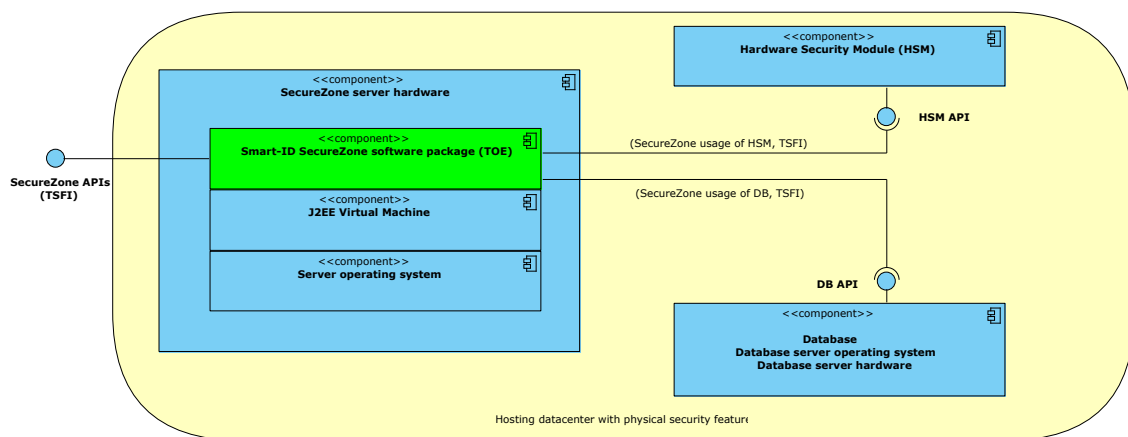 <<component>>
Hardware Security Module (HSM)
<<component>>
SecureZone server hardware
HSM API
<<component>>
Smart-ID SecureZone software package (TOE)
(SecureZone usage of HSM, TSFI)
SecureZone APIs
(TSFI)
(SecureZone usage of DB, TSFI)
<<component>>
J2EE Virtual Machine
<<component>>
Server operating system
DB API
<<component>>
Database
Database server operating system
Database server hardware
Hosting datacenter with physical security feature